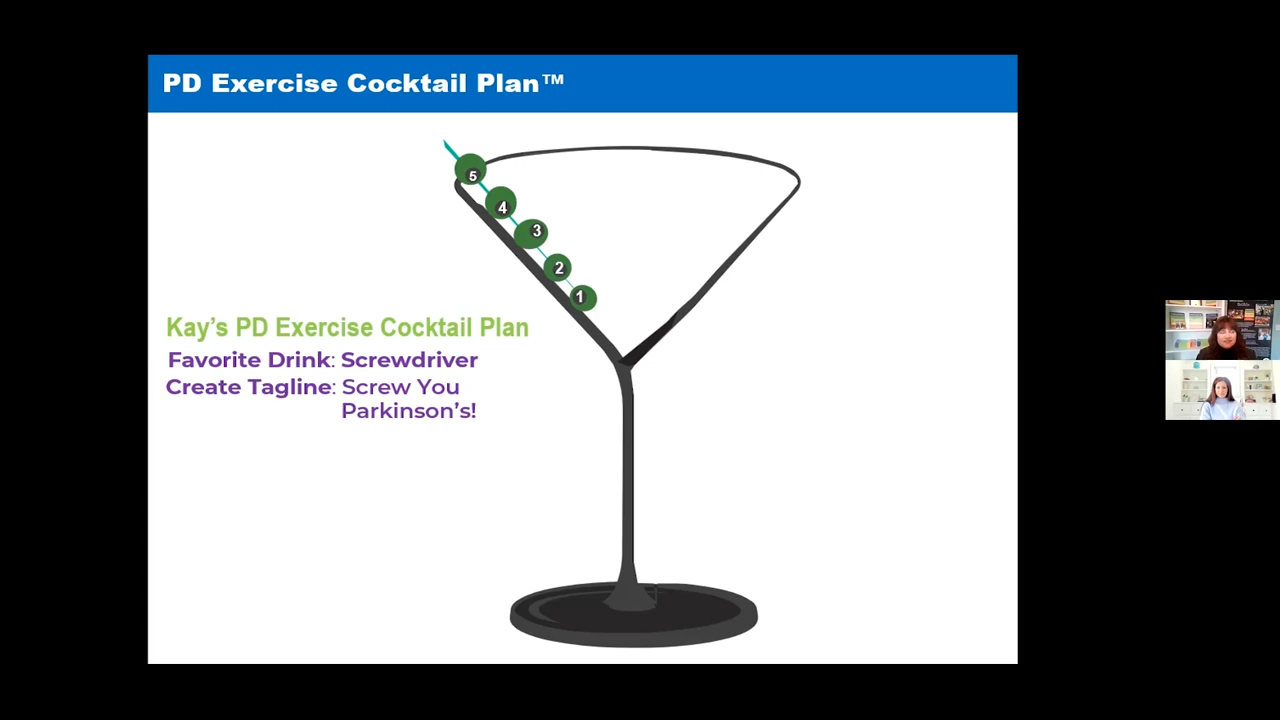 PD Exercise Cocktail Plan™
5
4
3
2
1
Kay's PD Exercise Cocktail Plan
Favorite Drink: Screwdriver
Create Tagline: Screw You
Parkinson's!